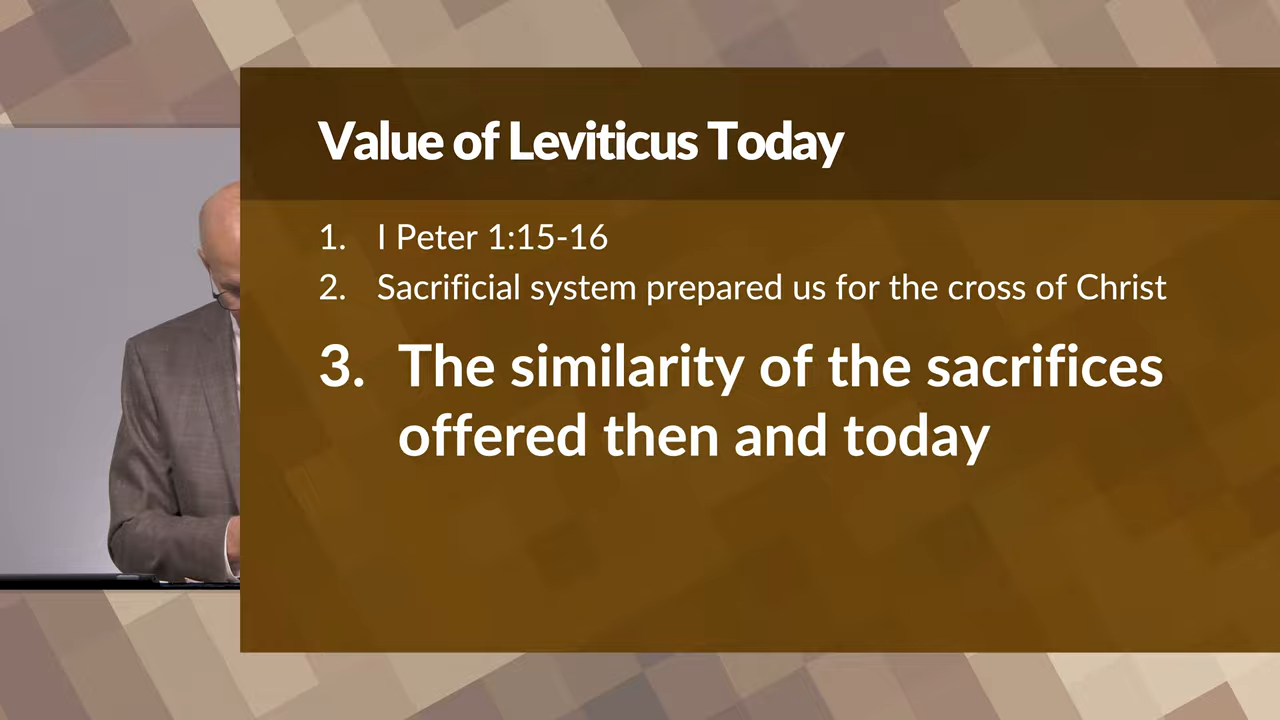 Value of Leviticus Today
1. I Peter 1:15-16
2. Sacrificial system prepared us for the cross of Christ
3. The similarity of the sacrifices
offered then and today